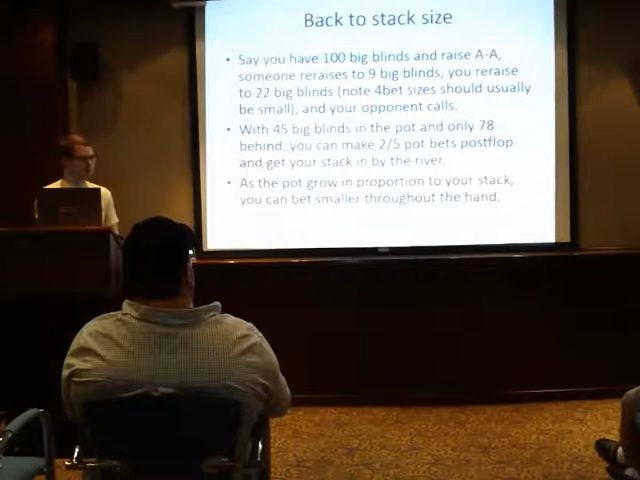 Back to stack size
• Say you have 100 big blinds and raise A-A,
someone reraises to 9 big blinds, you reraise
to 22 big blinds (note 4bet sizes should usually
be small), and your opponent calls.
• With 45 big blinds in the pot and only 78
behind, you can make 2/5 pot bets postflop
and get your stack in by the river.
• As the pot grow in proportion to your stack,
you can bet smaller throughout the hand.